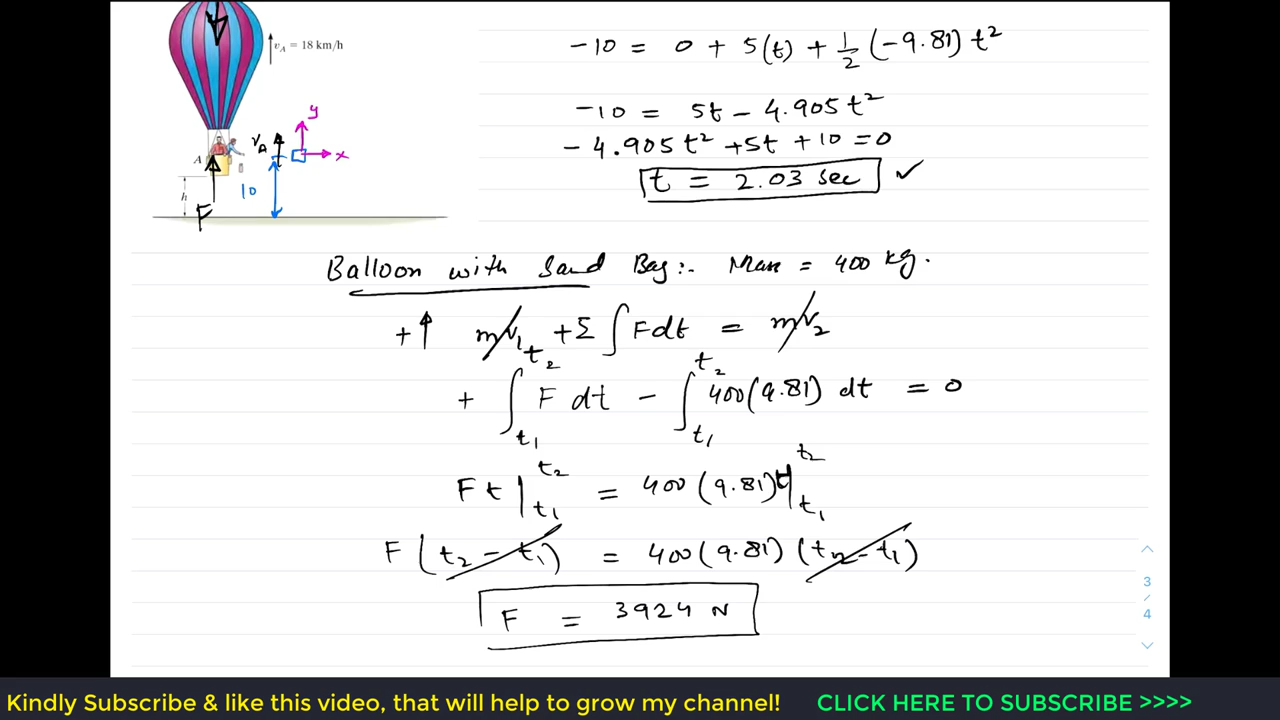 v_A = 18 km/h
y
V_A
x
A
h
10
F
-10 = 0 + 5(t) + 1/2 (-9.81) t²
-10 = 5t - 4.905 t²
- 4.905 t² + 5t + 10 = 0
t = 2.03 sec ✓
Balloon with Sand Bag:- Mass = 400 kg.
+↑ mv₁ + Σ ∫_{t₁}^{t₂} F dt = mv₂
+ ∫_{t₁}^{t₂} F dt - ∫_{t₁}^{t₂} 400(9.81) dt = 0
F t |_{t₁}^{t₂} = 400(9.81)t |_{t₁}^{t₂}
F (t₂ - t₁) = 400(9.81) (t₂ - t₁)
F = 3924 N
3
/
4
Kindly Subscribe & like this video, that will help to grow my channel! CLICK HERE TO SUBSCRIBE >>>>